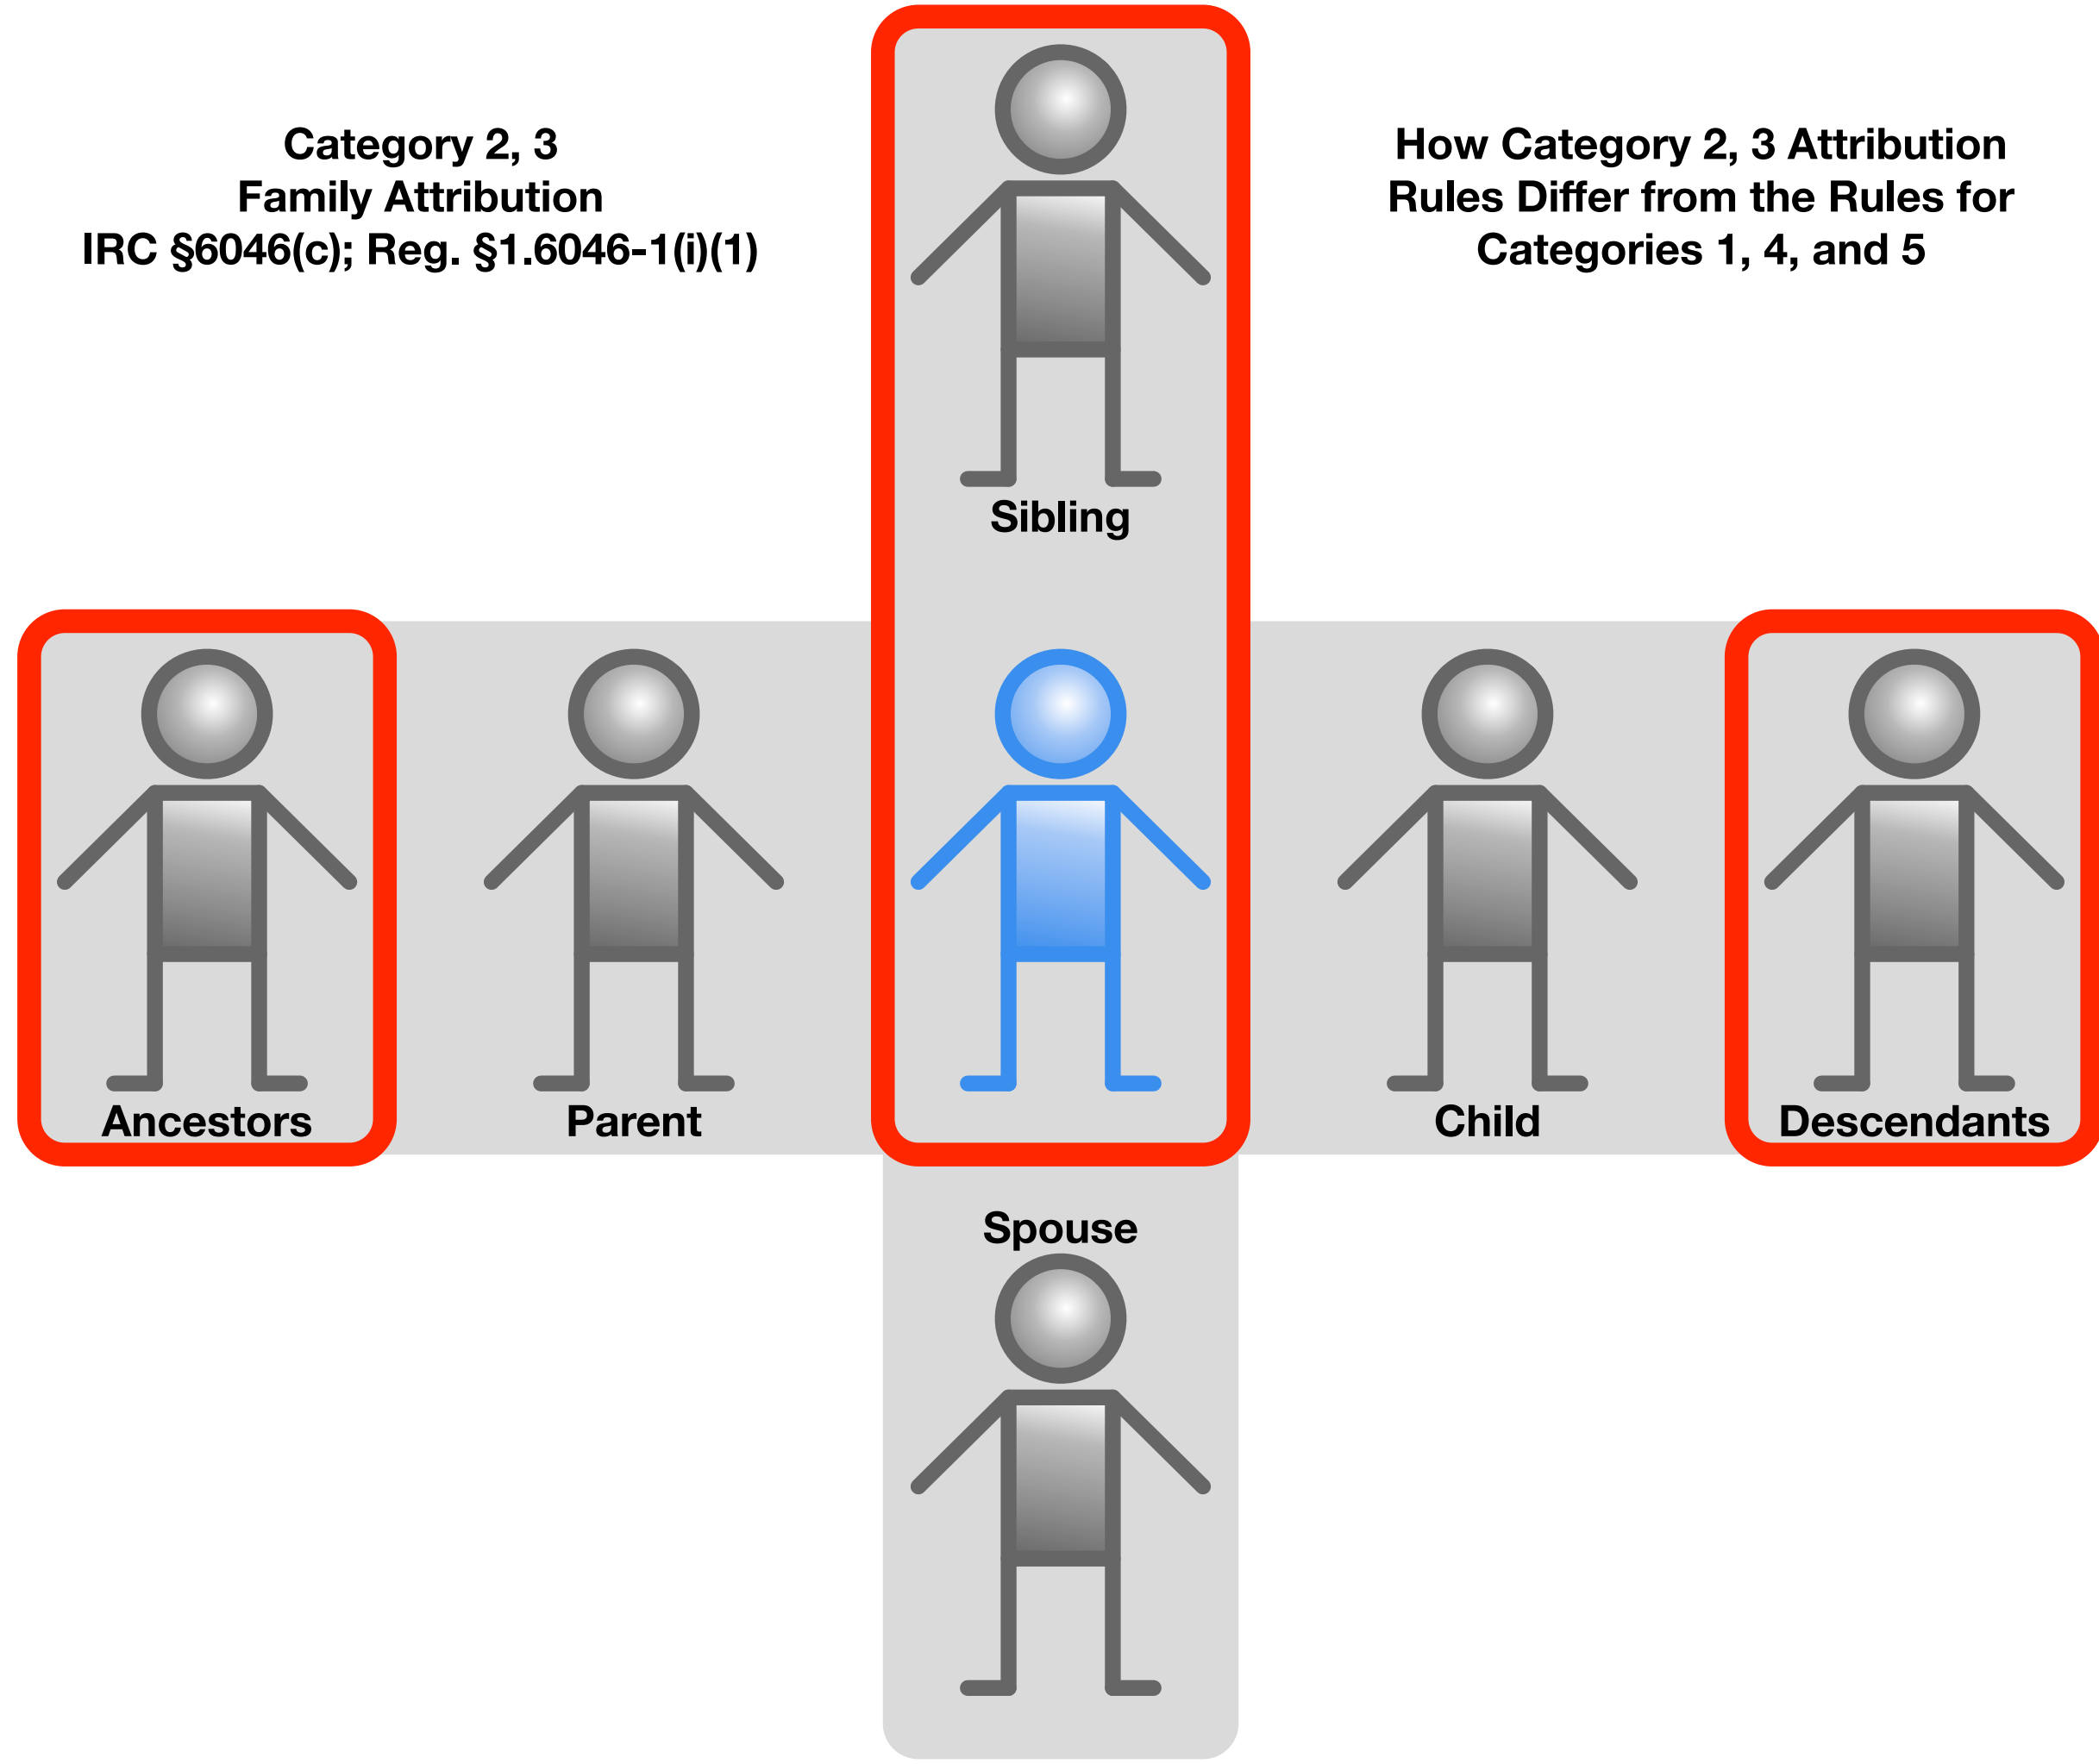 Category 2, 3
Family Attribution
IRC §6046(c); Reg. §1.6046-1(i)(1)
How Category 2, 3 Attribution
Rules Differ from the Rules for
Categories 1, 4, and 5
Sibling
Ancestors
Parent
Child
Descendants
Spouse